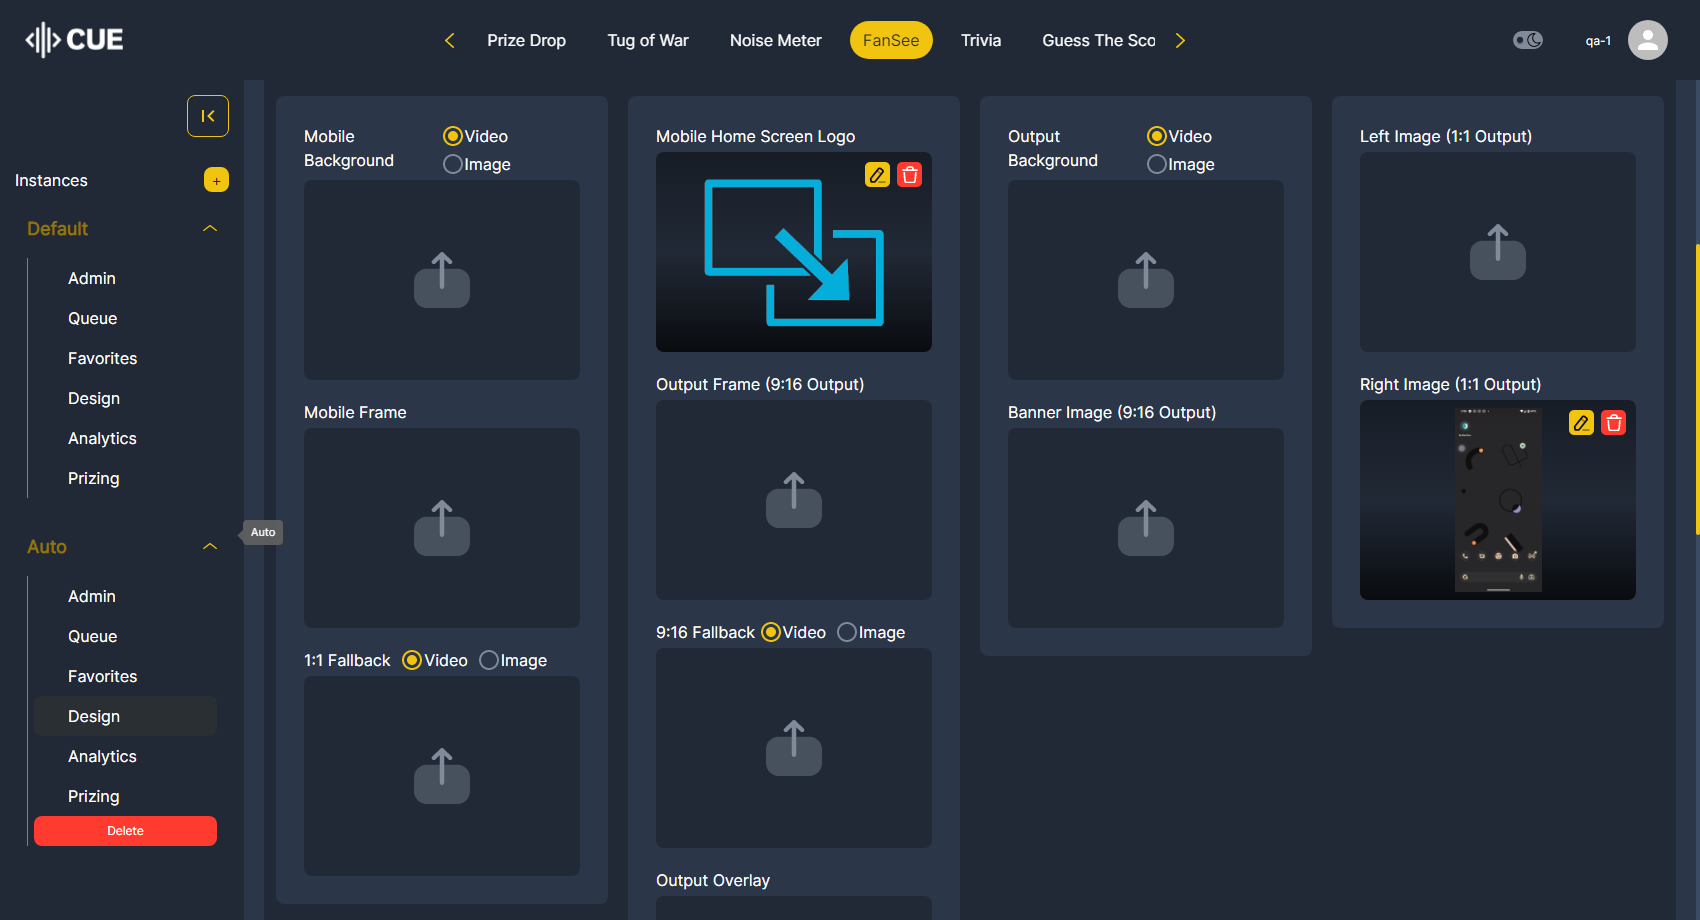 CUE
Prize Drop
Tug of War
Noise Meter
FanSee
Trivia
Guess The Sco
qa-1
Instances
+
Default
Admin
Queue
Favorites
Design
Analytics
Prizing
Auto
Auto
Admin
Queue
Favorites
Design
Analytics
Prizing
Delete
Mobile
Background
Video
Image
Mobile Frame
1:1 Fallback
Video
Image
Mobile Home Screen Logo
Output Frame (9:16 Output)
9:16 Fallback
Video
Image
Output Overlay
Output
Background
Video
Image
Banner Image (9:16 Output)
Left Image (1:1 Output)
Right Image (1:1 Output)